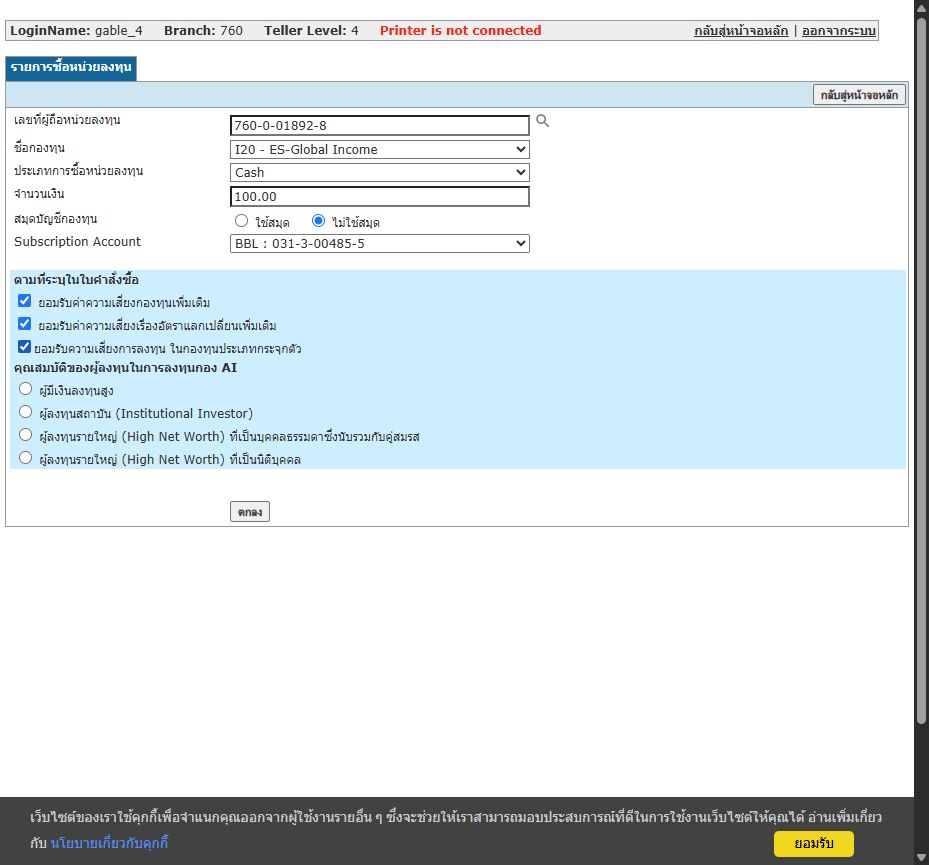 LoginName: gable_4 Branch: 760 Teller Level: 4 Printer is not connected กลับสู่หน้าจอหลัก | ออกจากระบบ
รายการซื้อหน่วยลงทุน
กลับสู่หน้าจอหลัก
เลขที่ผู้ถือหน่วยลงทุน 760-0-01892-8
ชื่อกองทุน I20 - ES-Global Income
ประเภทการซื้อหน่วยลงทุน Cash
จำนวนเงิน 100.00
สมุดบัญชีกองทุน ใช้สมุด ไม่ใช้สมุด
Subscription Account BBL : 031-3-00485-5
ตามที่ระบุในใบคำสั่งซื้อ
ยอมรับค่าความเสี่ยงกองทุนเพิ่มเติม
ยอมรับค่าความเสี่ยงเรื่องอัตราแลกเปลี่ยนเพิ่มเติม
ยอมรับความเสี่ยงการลงทุน ในกองทุนประเภทกระจุกตัว
คุณสมบัติของผู้ลงทุนในการลงทุนกอง AI
ผู้มีเงินลงทุนสูง
ผู้ลงทุนสถาบัน (Institutional Investor)
ผู้ลงทุนรายใหญ่ (High Net Worth) ที่เป็นบุคคลธรรมดาซึ่งนับรวมกับคู่สมรส
ผู้ลงทุนรายใหญ่ (High Net Worth) ที่เป็นนิติบุคคล
ตกลง
เว็บไซต์ของเราใช้คุกกี้เพื่อจำแนกคุณออกจากผู้ใช้งานรายอื่น ๆ ซึ่งจะช่วยให้เราสามารถมอบประสบการณ์ที่ดีในการใช้งานเว็บไซต์ให้คุณได้ อ่านเพิ่มเกี่ยว
กับ นโยบายเกี่ยวกับคุกกี้ ยอมรับ